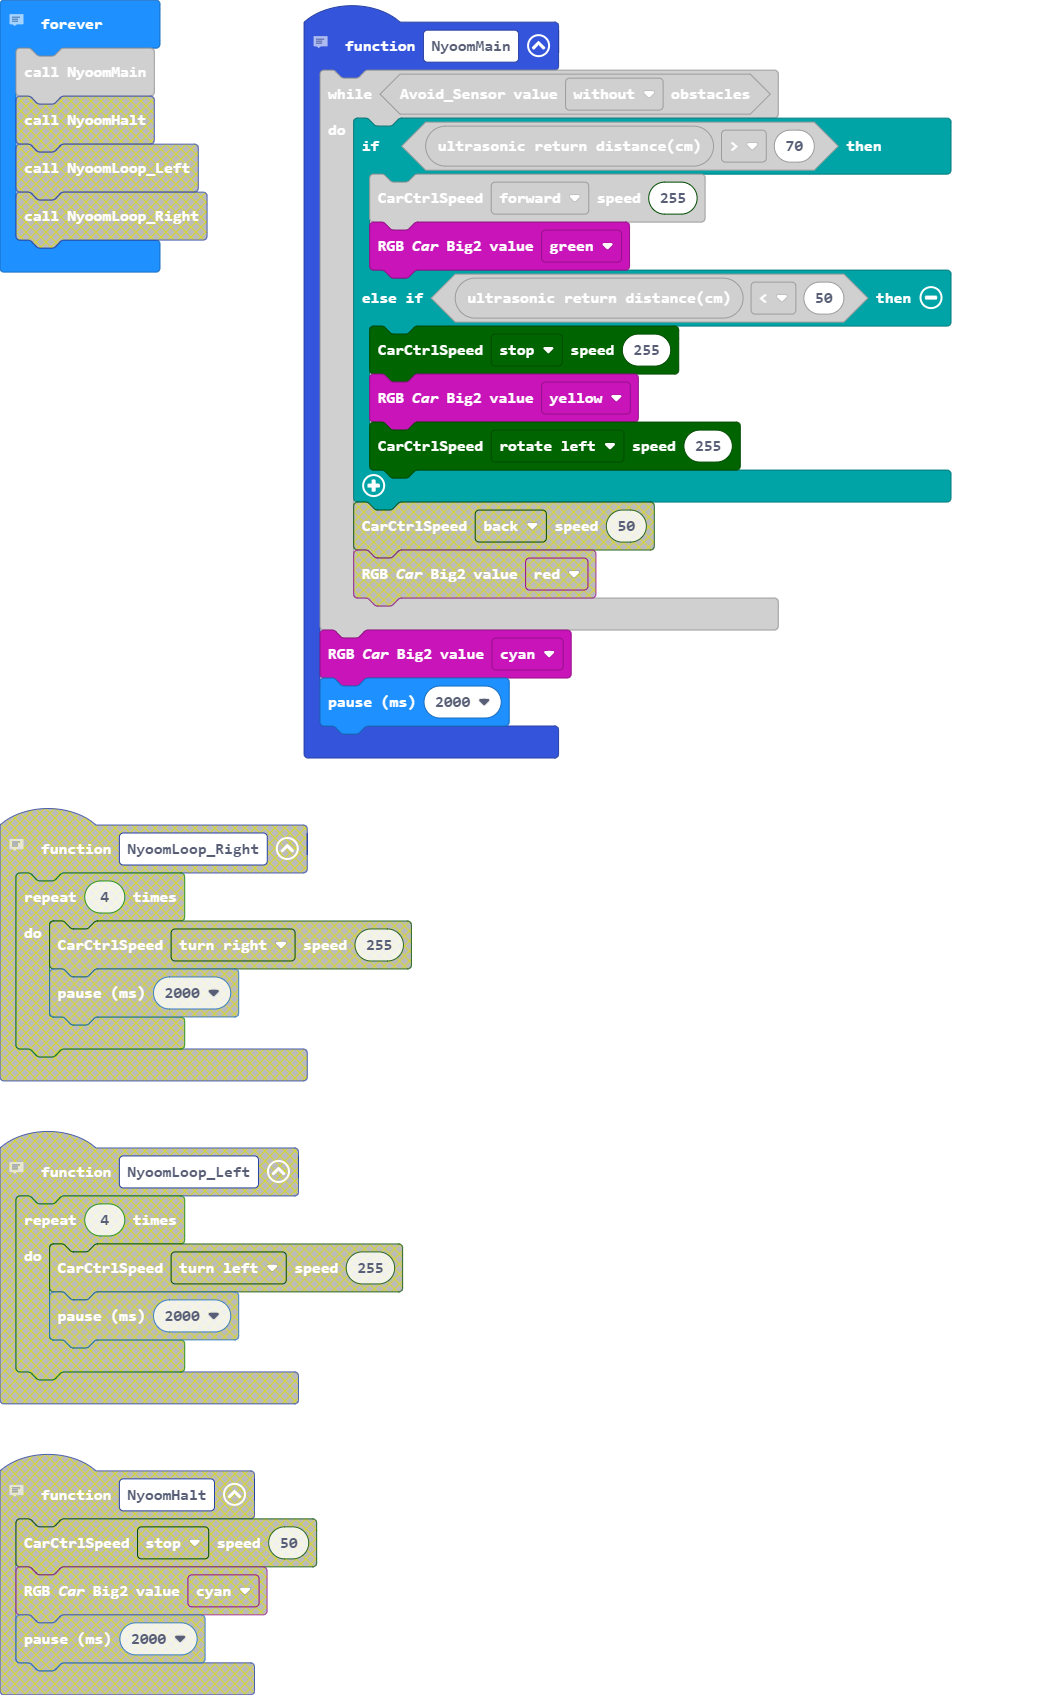 forever
call NyoomMain
call NyoomHalt
call NyoomLoop_Left
call NyoomLoop_Right
function NyoomMain
while Avoid_Sensor value without obstacles
do
if ultrasonic return distance(cm) > 70 then
CarCtrlSpeed forward speed 255
RGB Car Big2 value green
else if ultrasonic return distance(cm) < 50 then
CarCtrlSpeed stop speed 255
RGB Car Big2 value yellow
CarCtrlSpeed rotate left speed 255
CarCtrlSpeed back speed 50
RGB Car Big2 value red
RGB Car Big2 value cyan
pause (ms) 2000
function NyoomLoop_Right
repeat 4 times
do
CarCtrlSpeed turn right speed 255
pause (ms) 2000
function NyoomLoop_Left
repeat 4 times
do
CarCtrlSpeed turn left speed 255
pause (ms) 2000
function NyoomHalt
CarCtrlSpeed stop speed 50
RGB Car Big2 value cyan
pause (ms) 2000